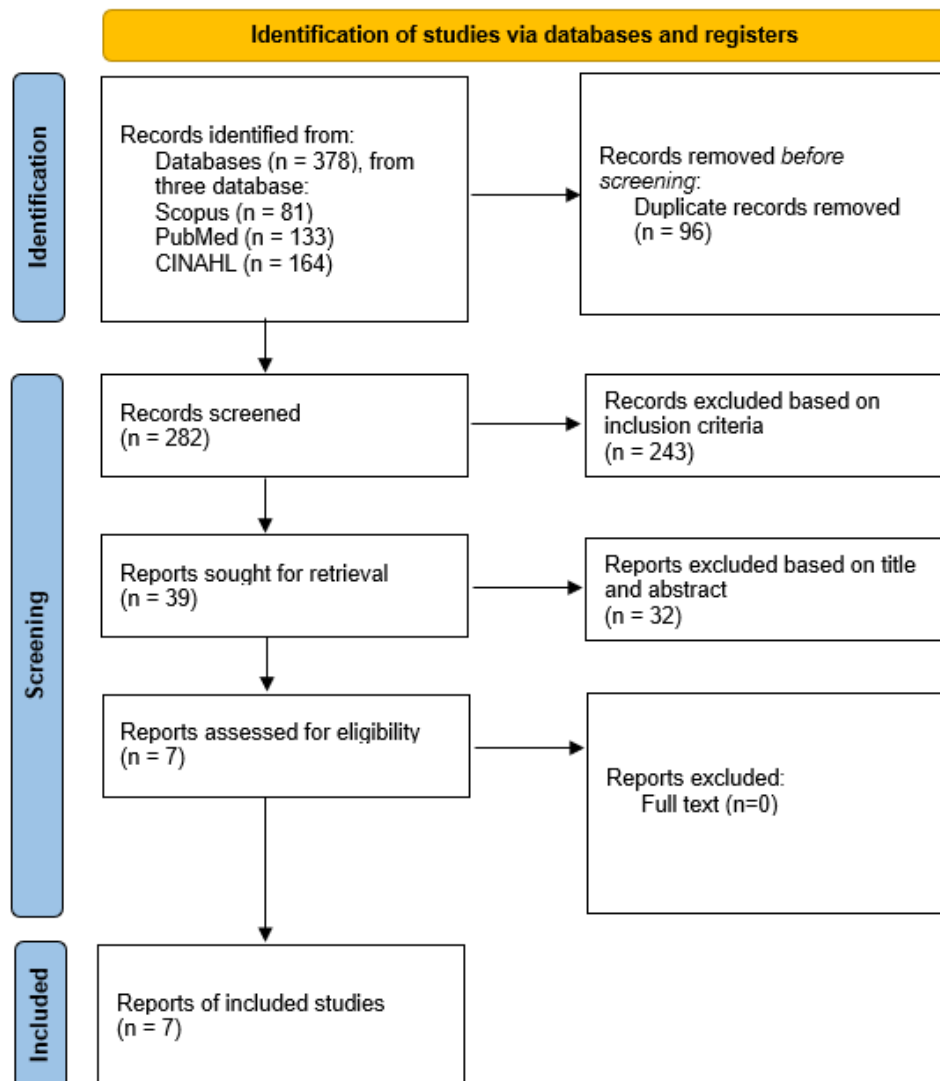 Identification of studies via databases and registers
Identification
Records identified from:
Databases (n = 378), from
three database:
Scopus (n = 81)
PubMed (n = 133)
CINAHL (n = 164)
Records removed before
screening:
Duplicate records removed
(n = 96)
Screening
Records screened
(n = 282)
Records excluded based on
inclusion criteria
(n = 243)
Reports sought for retrieval
(n = 39)
Reports excluded based on title
and abstract
(n = 32)
Reports assessed for eligibility
(n = 7)
Reports excluded:
Full text (n=0)
Included
Reports of included studies
(n = 7)